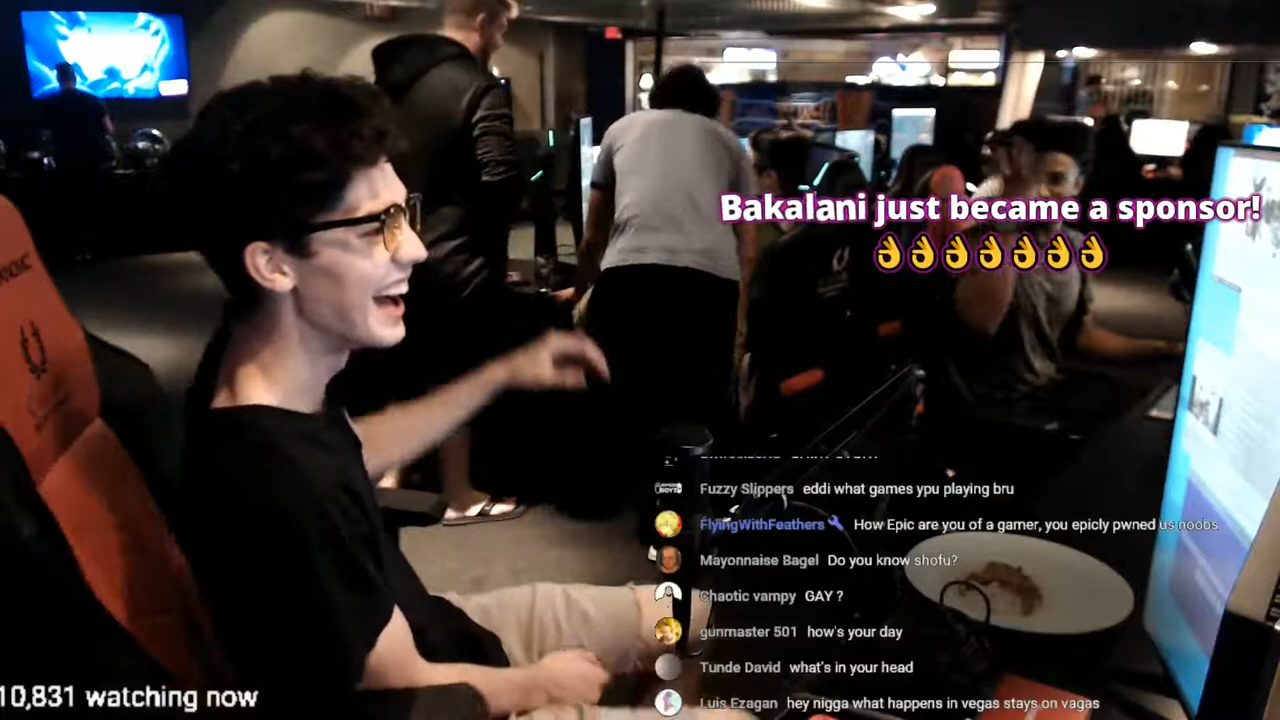 Bakalani just became a sponsor!
👌👌👌👌👌👌👌
Fuzzy Slippers eddi what games ypu playing bru
FlyingWithFeathers How Epic are you of a gamer, you epicly pwned us noobs
Mayonnaise Bagel Do you know shofu?
Chaotic vampy GAY ?
gunmaster 501 how's your day
Tunde David what's in your head
Luis Ezagan hey nigga what happens in vegas stays on vagas
10,831 watching now